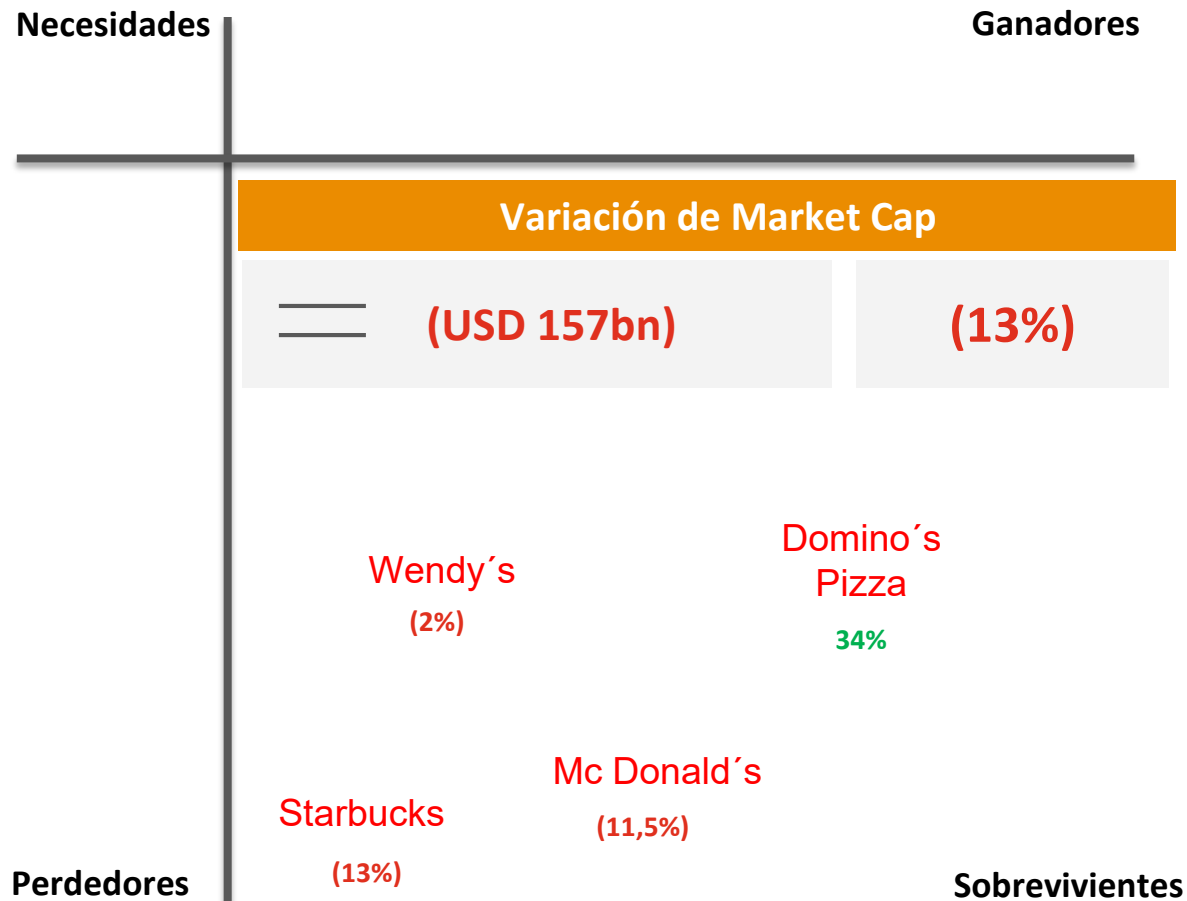 Necesidades
Ganadores
Variación de Market Cap
(USD 157bn)
(13%)
Wendy´s
(2%)
Domino´s
Pizza
34%
Mc Donald´s
(11,5%)
Starbucks
(13%)
Perdedores
Sobrevivientes